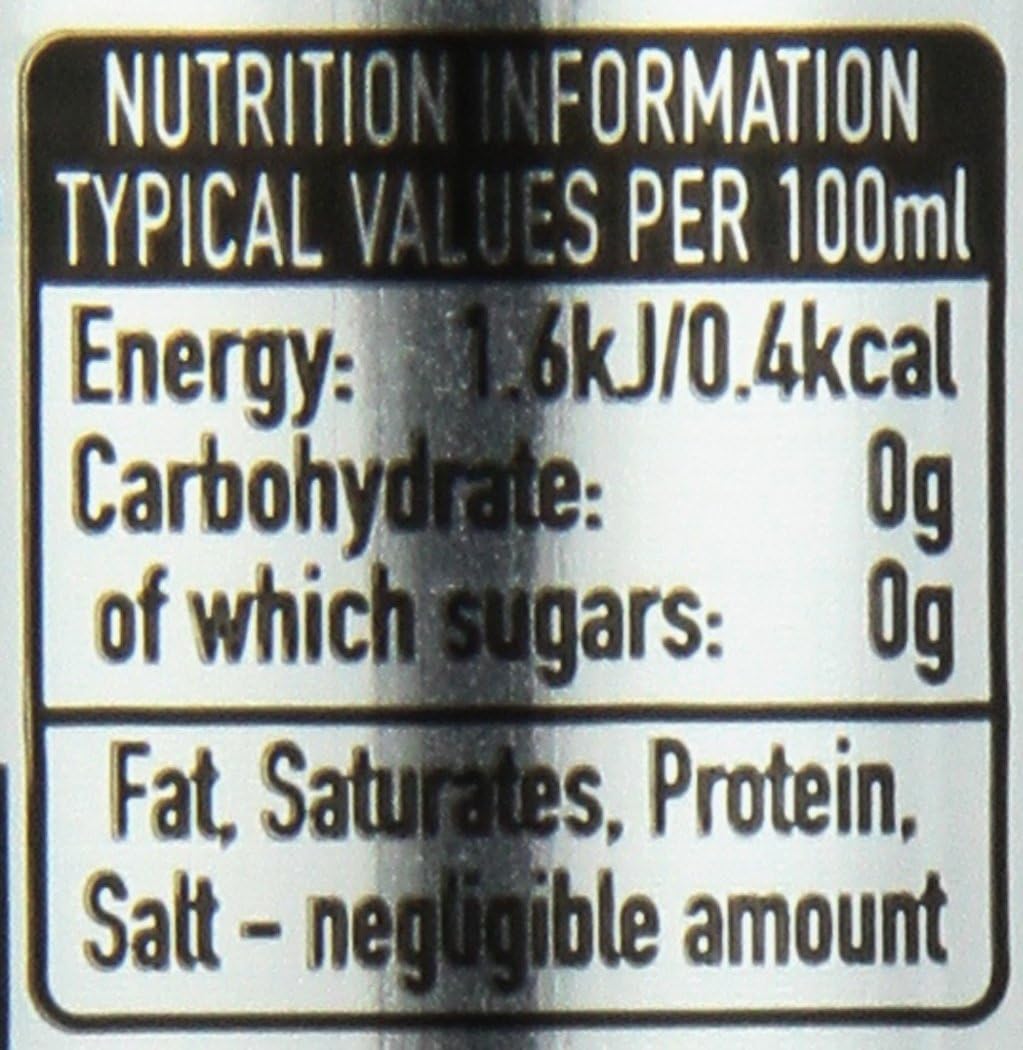 NUTRITION INFORMATION
TYPICAL VALUES PER 100ml
Energy: 1.6kJ/0.4kcal
Carbohydrate: 0g
of which sugars: 0g
Fat, Saturates, Protein,
Salt – negligible amount